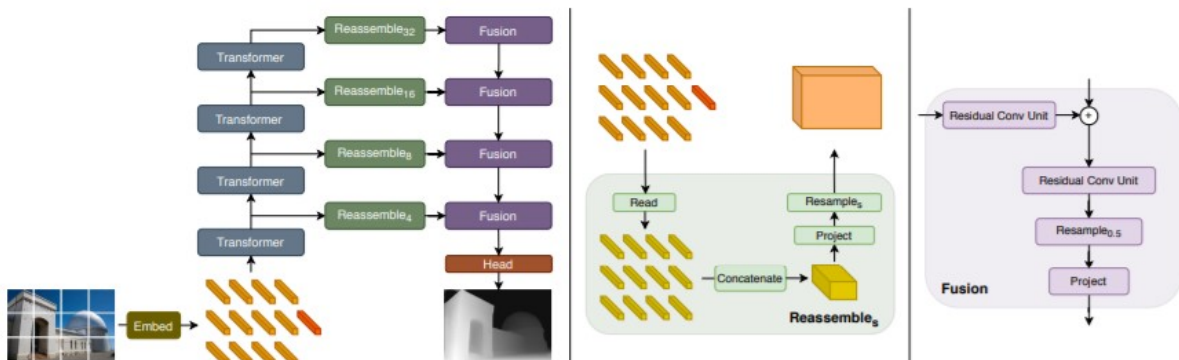 Reassemble32
Fusion
Transformer
Reassemble16
Fusion
Transformer
Reassemble8
Fusion
Transformer
Reassemble4
Fusion
Transformer
Head
Embed
Read
Concatenate
Project
Resamples
Reassembles
Residual Conv Unit
+
Residual Conv Unit
Resample0.5
Project
Fusion